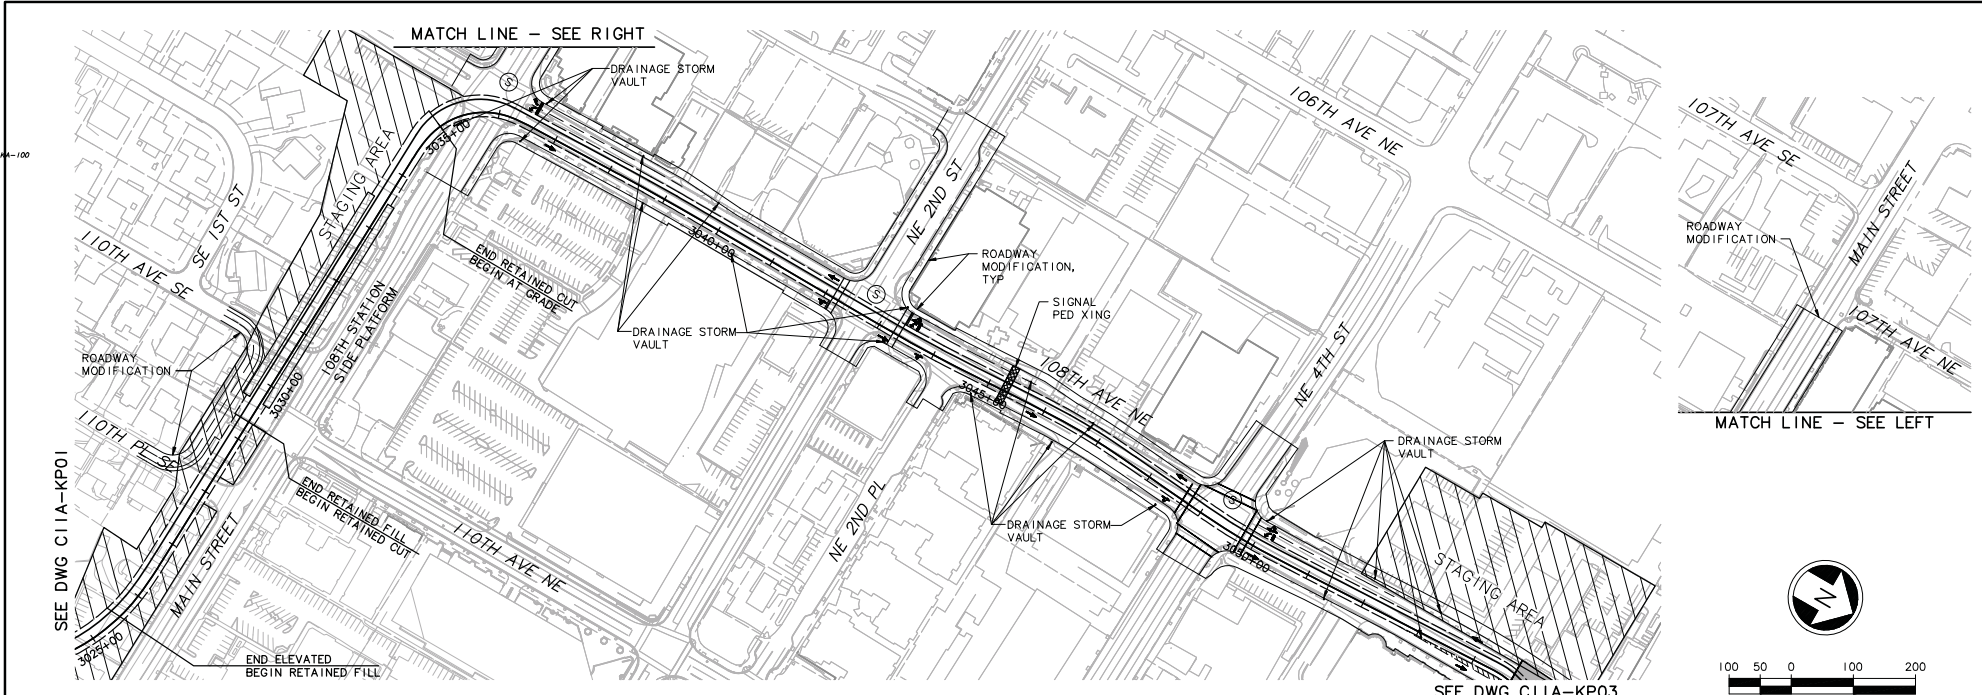 MATCH LINE – SEE RIGHT
DRAINAGE STORM
VAULT
S
106TH AVE NE
107TH AVE SE
MAIN STREET
ROADWAY
MODIFICATION
107TH AVE NE
MATCH LINE – SEE LEFT
3035+00
STAGING AREA
SE 1ST ST
110TH AVE SE
NE 2ND ST
3040+00
END RETAINED CUT
BEGIN AT GRADE
ROADWAY
MODIFICATION,
TYP
S
SIGNAL
PED XING
108TH STATION
SIDE PLATFORM
DRAINAGE STORM
VAULT
ROADWAY
MODIFICATION
3030+00
108TH AVE NE
NE 4TH ST
3045+00
110TH PL SE
DRAINAGE STORM
VAULT
SEE DWG C11A-KP01
END RETAINED FILL
BEGIN RETAINED CUT
110TH AVE NE
NE 2ND PL
DRAINAGE STORM
VAULT
S
3050+00
STAGING AREA
MAIN STREET
3025+00
END ELEVATED
BEGIN RETAINED FILL
N
100 50 0 100 200
SEE DWG C11A-KP03